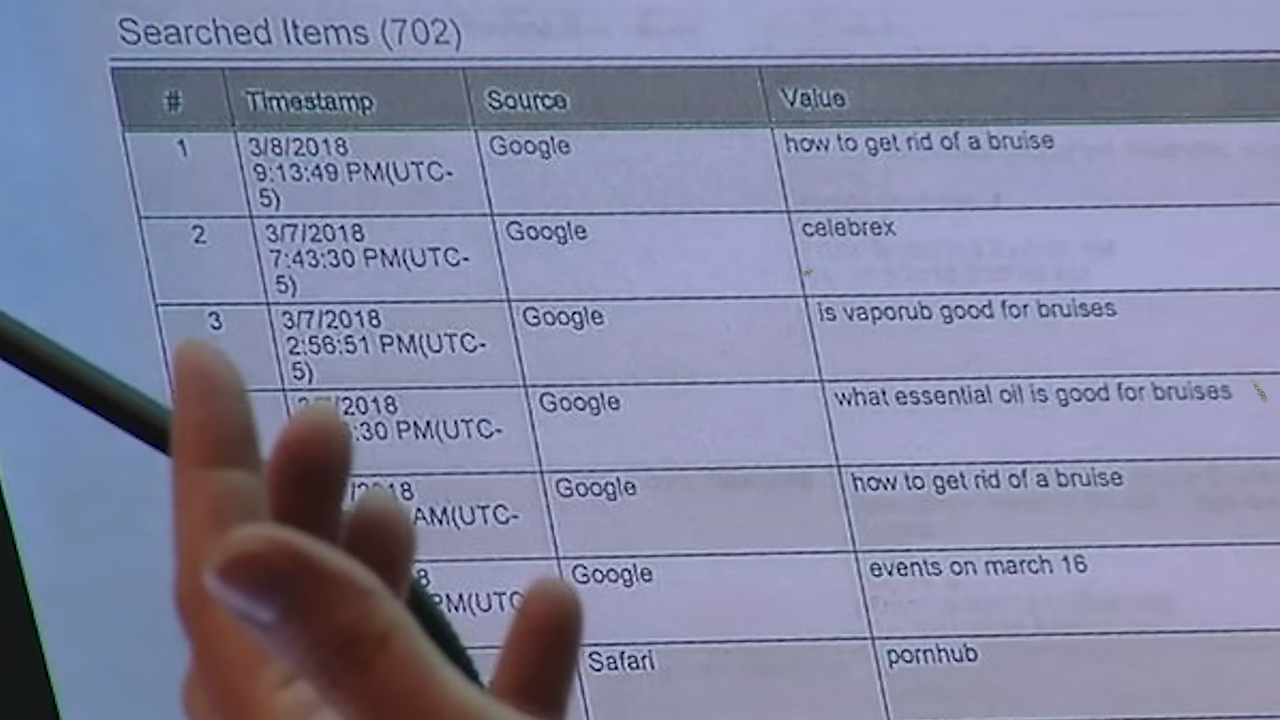 Searched Items (702)
# Timestamp Source Value
1 3/8/2018 Google how to get rid of a bruise
9:13:49 PM(UTC-
5)
2 3/7/2018 Google celebrex
7:43:30 PM(UTC-
5)
3 3/7/2018 Google is vaporub good for bruises
2:56:51 PM(UTC-
5)
/2018 Google what essential oil is good for bruises
:30 PM(UTC-
/2018 Google how to get rid of a bruise
AM(UTC-
8 Google events on march 16
PM(UTC
Safari pornhub